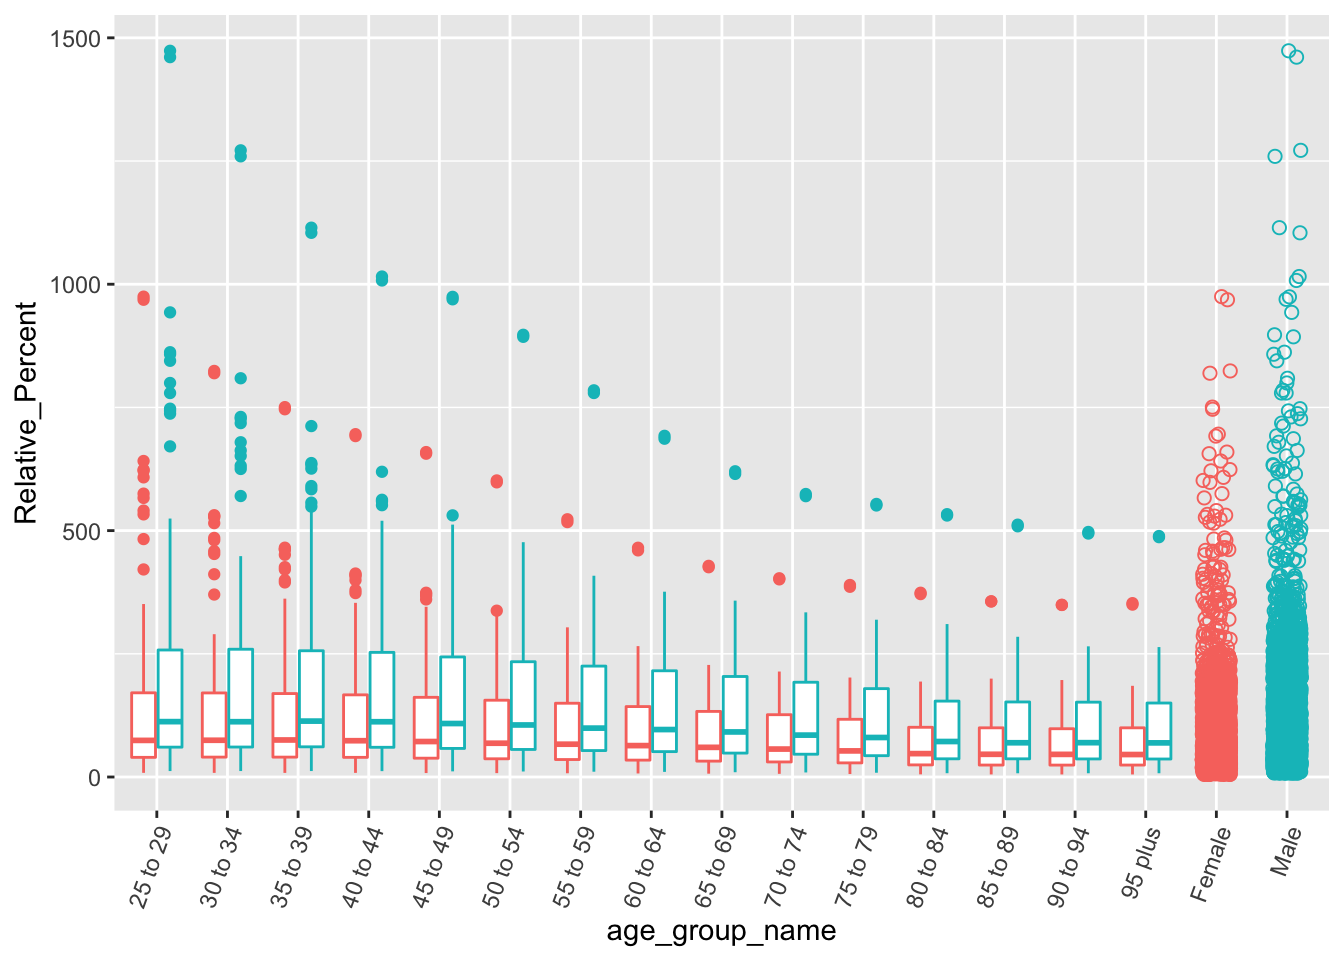 1500
1000
500
0
Relative_Percent
25 to 29
30 to 34
35 to 39
40 to 44
45 to 49
50 to 54
55 to 59
60 to 64
65 to 69
70 to 74
75 to 79
80 to 84
85 to 89
90 to 94
95 plus
Female
Male
age_group_name